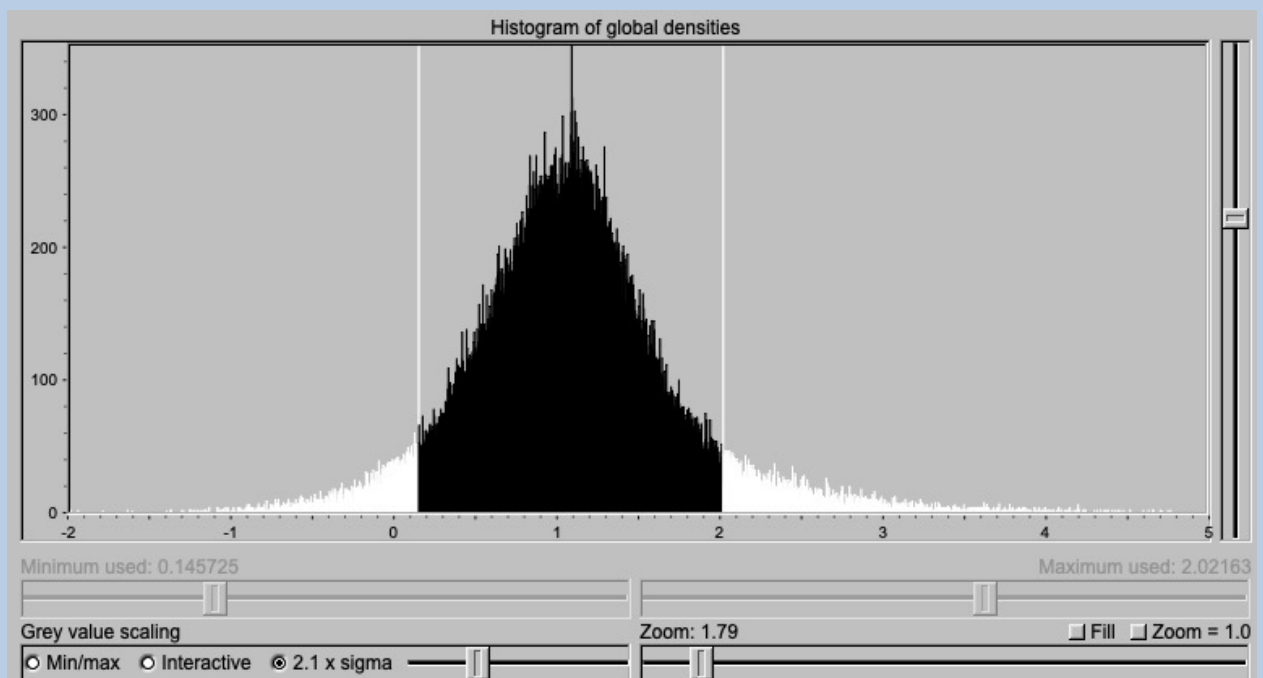 Histogram of global densities
300
200
100
0
-2 -1 0 1 2 3 4 5
Minimum used: 0.145725 Maximum used: 2.02163
Grey value scaling Zoom: 1.79 Fill Zoom = 1.0
Min/max Interactive 2.1 x sigma